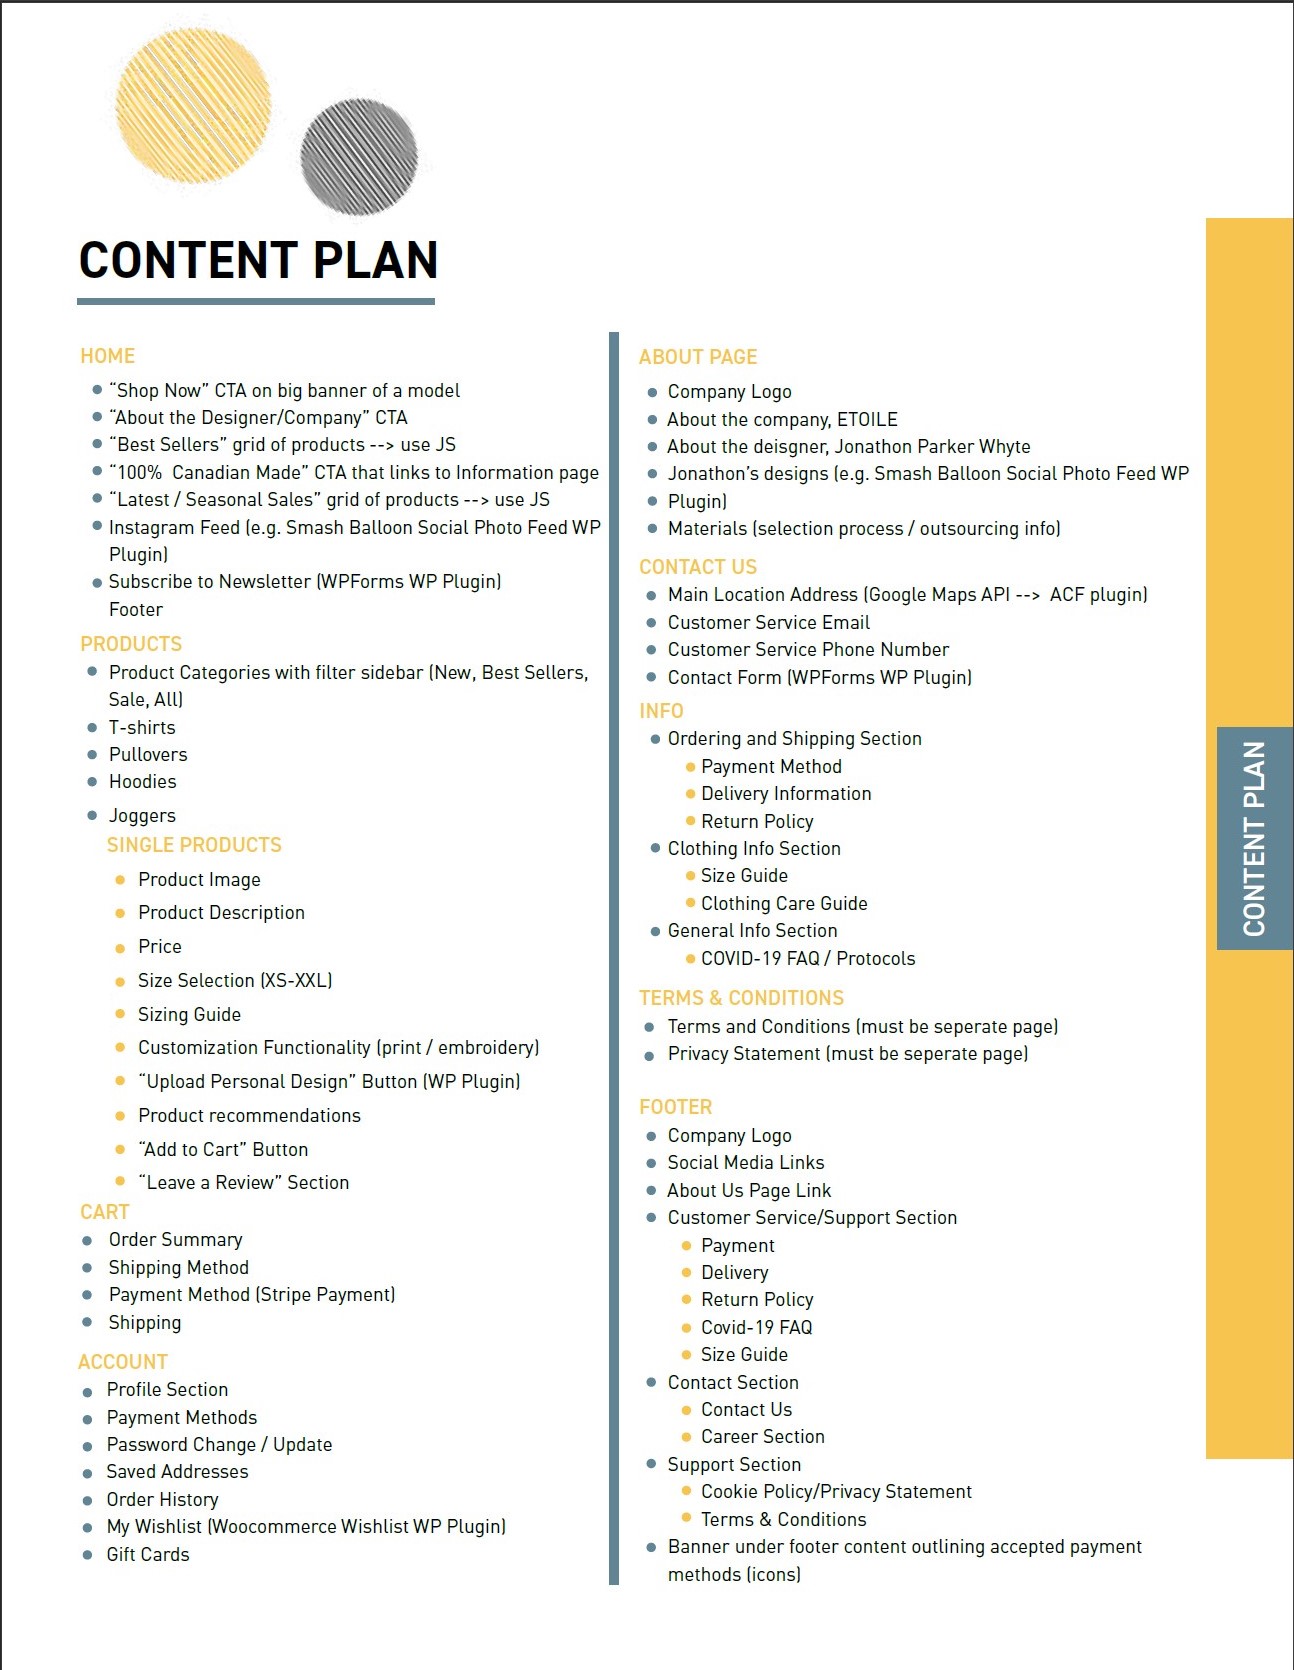 CONTENT PLAN
HOME
“Shop Now” CTA on big banner of a model
“About the Designer/Company” CTA
“Best Sellers” grid of products --> use JS
“100%  Canadian Made” CTA that links to Information page
“Latest / Seasonal Sales” grid of products --> use JS
Instagram Feed (e.g. Smash Balloon Social Photo Feed WP
Plugin)
Subscribe to Newsletter (WPForms WP Plugin)
Footer
PRODUCTS
Product Categories with filter sidebar (New, Best Sellers,
Sale, All)
T-shirts
Pullovers
Hoodies
Joggers
SINGLE PRODUCTS
Product Image
Product Description
Price
Size Selection (XS-XXL)
Sizing Guide
Customization Functionality (print / embroidery)
“Upload Personal Design” Button (WP Plugin)
Product recommendations
“Add to Cart” Button
“Leave a Review” Section
CART
Order Summary
Shipping Method
Payment Method (Stripe Payment)
Shipping
ACCOUNT
Profile Section
Payment Methods
Password Change / Update
Saved Addresses
Order History
My Wishlist (Woocommerce Wishlist WP Plugin)
Gift Cards
ABOUT PAGE
Company Logo
About the company, ETOILE
About the deisgner, Jonathon Parker Whyte
Jonathon’s designs (e.g. Smash Balloon Social Photo Feed WP
Plugin)
Materials (selection process / outsourcing info)
CONTACT US
Main Location Address (Google Maps API -->  ACF plugin)
Customer Service Email
Customer Service Phone Number
Contact Form (WPForms WP Plugin)
INFO
Ordering and Shipping Section
Payment Method
Delivery Information
Return Policy
Clothing Info Section
Size Guide
Clothing Care Guide
General Info Section
COVID-19 FAQ / Protocols
TERMS & CONDITIONS
Terms and Conditions (must be seperate page)
Privacy Statement (must be seperate page)
FOOTER
Company Logo
Social Media Links
About Us Page Link
Customer Service/Support Section
Payment
Delivery
Return Policy
Covid-19 FAQ
Size Guide
Contact Section
Contact Us
Career Section
Support Section
Cookie Policy/Privacy Statement
Terms & Conditions
Banner under footer content outlining accepted payment
methods (icons)
CONTENT PLAN